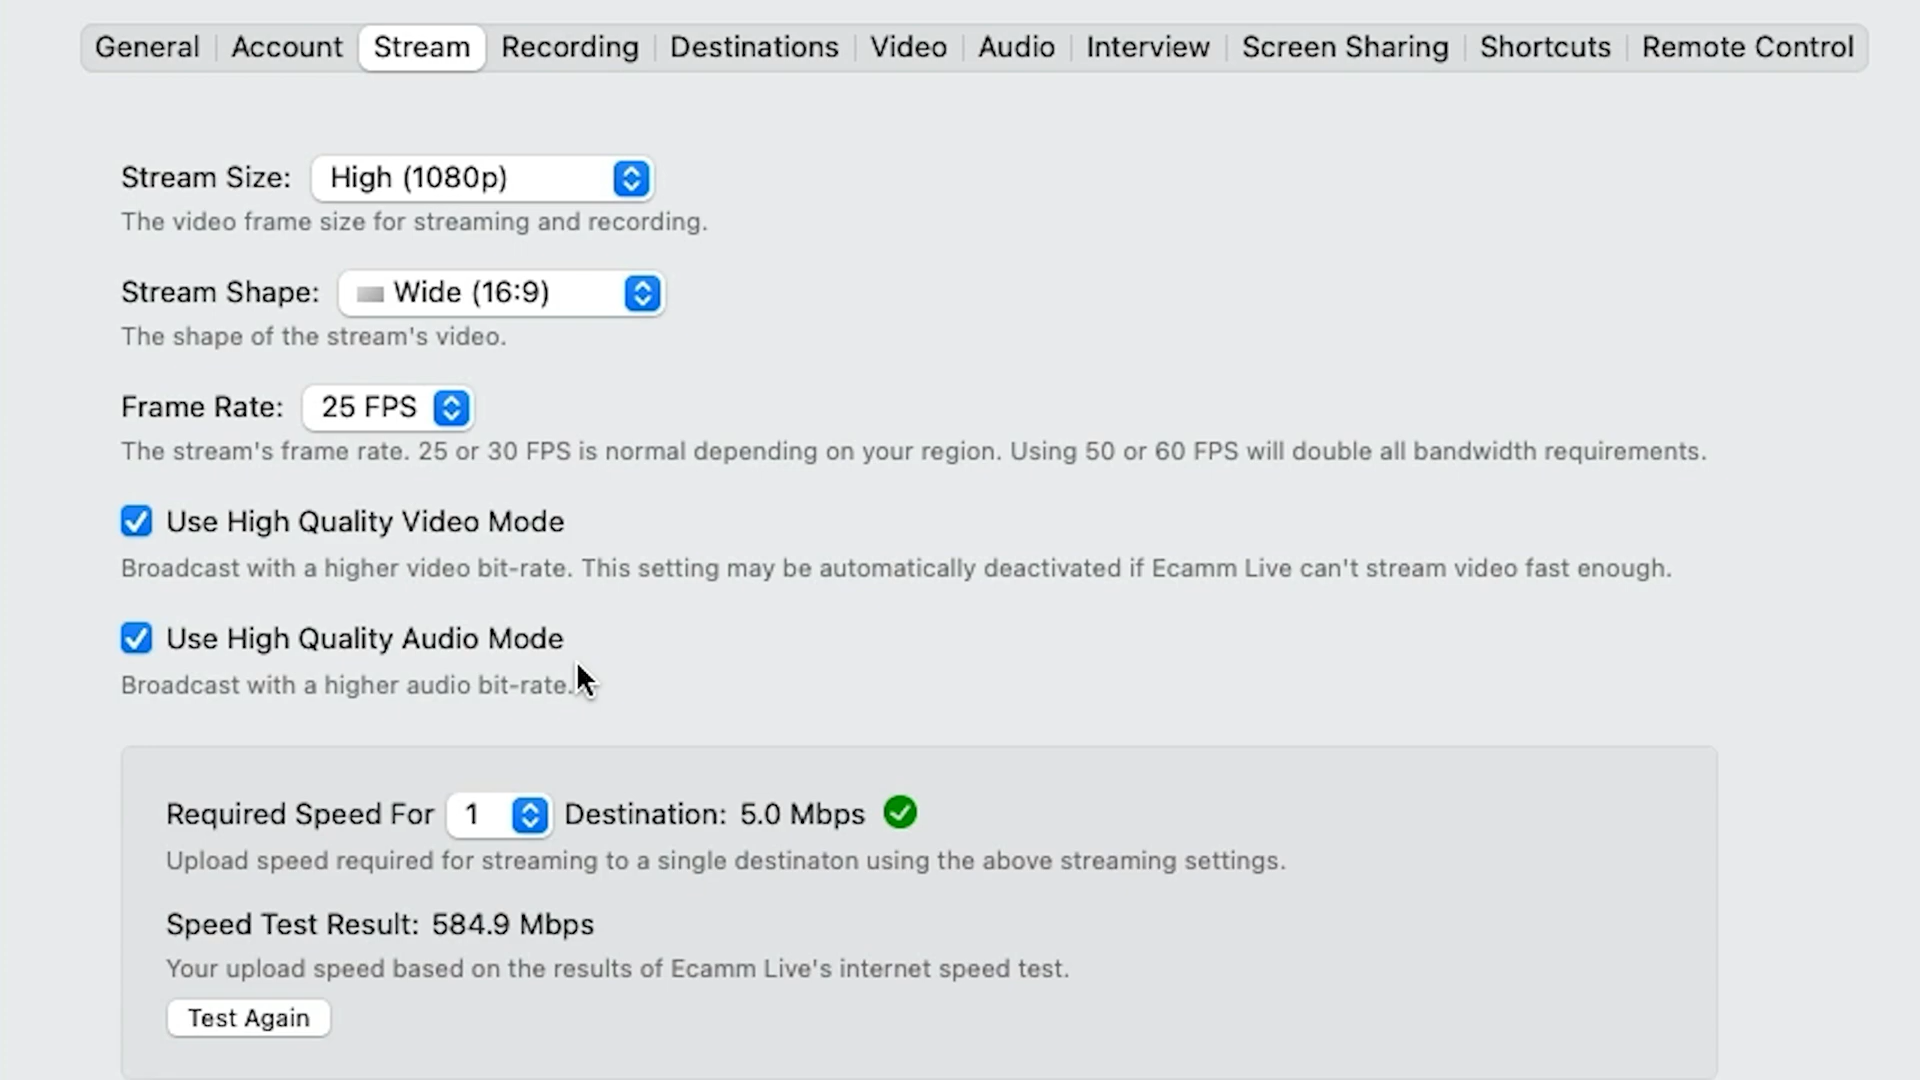 General Account Stream Recording Destinations Video Audio Interview Screen Sharing Shortcuts Remote Control
Stream Size: High (1080p)
The video frame size for streaming and recording.
Stream Shape: Wide (16:9)
The shape of the stream's video.
Frame Rate: 25 FPS
The stream's frame rate. 25 or 30 FPS is normal depending on your region. Using 50 or 60 FPS will double all bandwidth requirements.
Use High Quality Video Mode
Broadcast with a higher video bit-rate. This setting may be automatically deactivated if Ecamm Live can't stream video fast enough.
Use High Quality Audio Mode
Broadcast with a higher audio bit-rate.
Required Speed For 1 Destination: 5.0 Mbps
Upload speed required for streaming to a single destinaton using the above streaming settings.
Speed Test Result: 584.9 Mbps
Your upload speed based on the results of Ecamm Live's internet speed test.
Test Again